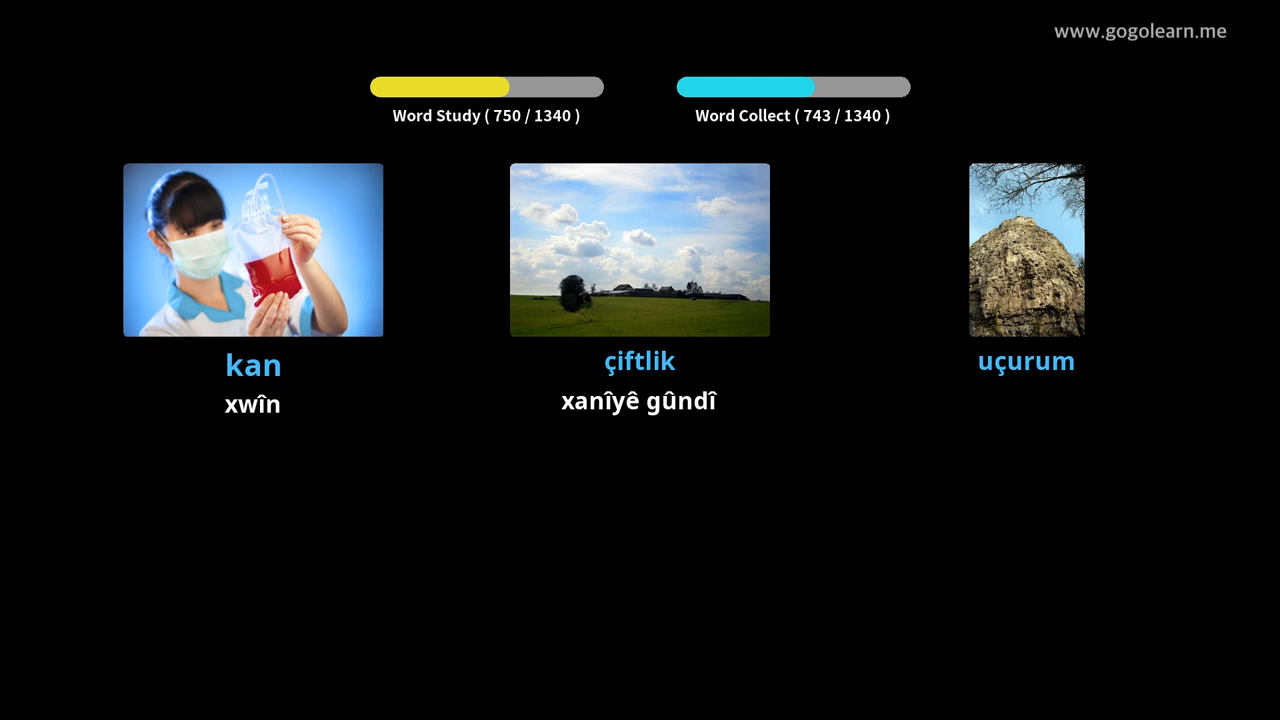 www.gogolearn.me
Word Study ( 750 / 1340 )
Word Collect ( 743 / 1340 )
kan
xwîn
çiftlik
xanîyê gûndî
uçurum